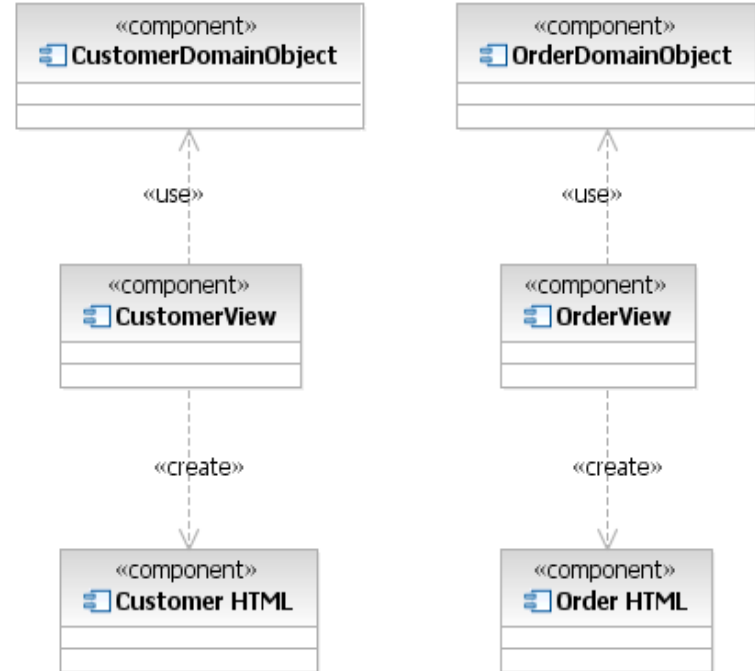 «component»
CustomerDomainObject
«component»
OrderDomainObject
«use»
«use»
«component»
CustomerView
«component»
OrderView
«create»
«create»
«component»
Customer HTML
«component»
Order HTML